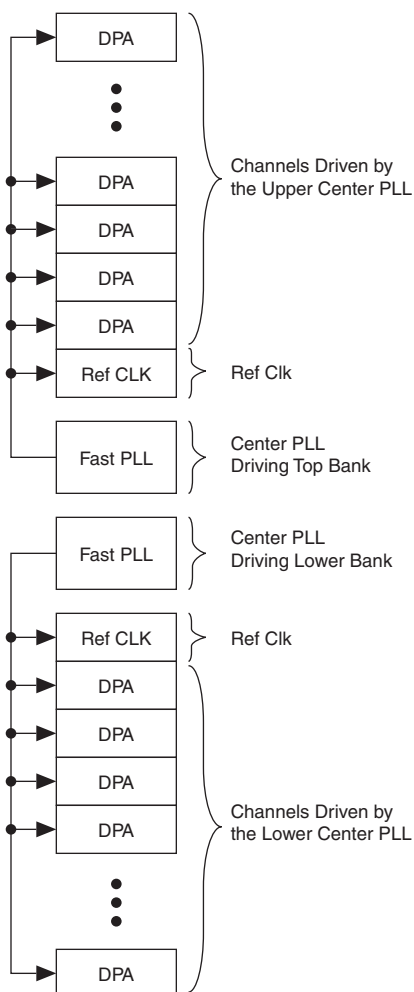 DPA
DPA
Channels Driven by
the Upper Center PLL
DPA
DPA
DPA
Ref CLK
Ref Clk
Fast PLL
Center PLL
Driving Top Bank
Fast PLL
Center PLL
Driving Lower Bank
Ref CLK
Ref Clk
DPA
DPA
DPA
DPA
Channels Driven by
the Lower Center PLL
DPA